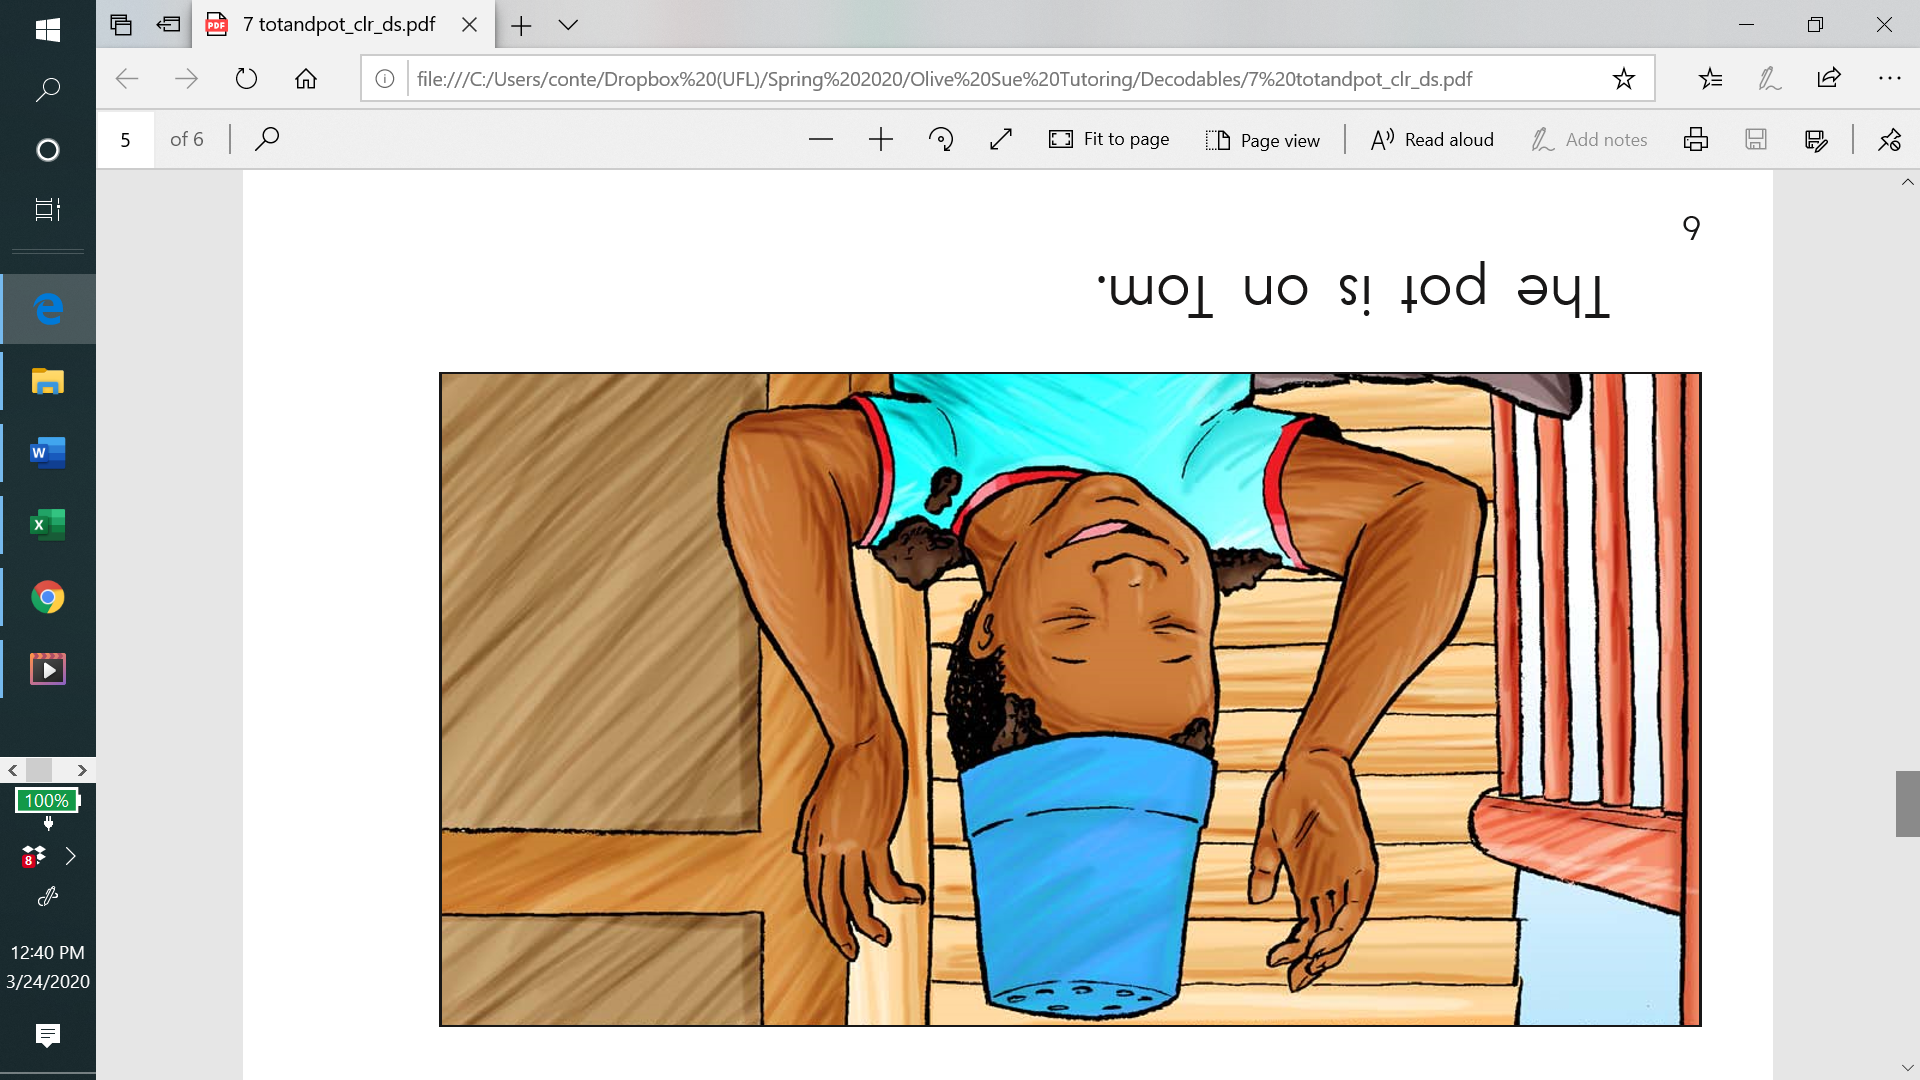 7 totandpot_clr_ds.pdf
file:///C:/Users/conte/Dropbox%20(UFL)/Spring%202020/Olive%20Sue%20Tutoring/Decodables/7%20totandpot_clr_ds.pdf
5 of 6
Fit to page
Page view
Read aloud
Add notes
6
The pot is on Tom.
PDF
W
X
100%
8
12:40 PM
3/24/2020